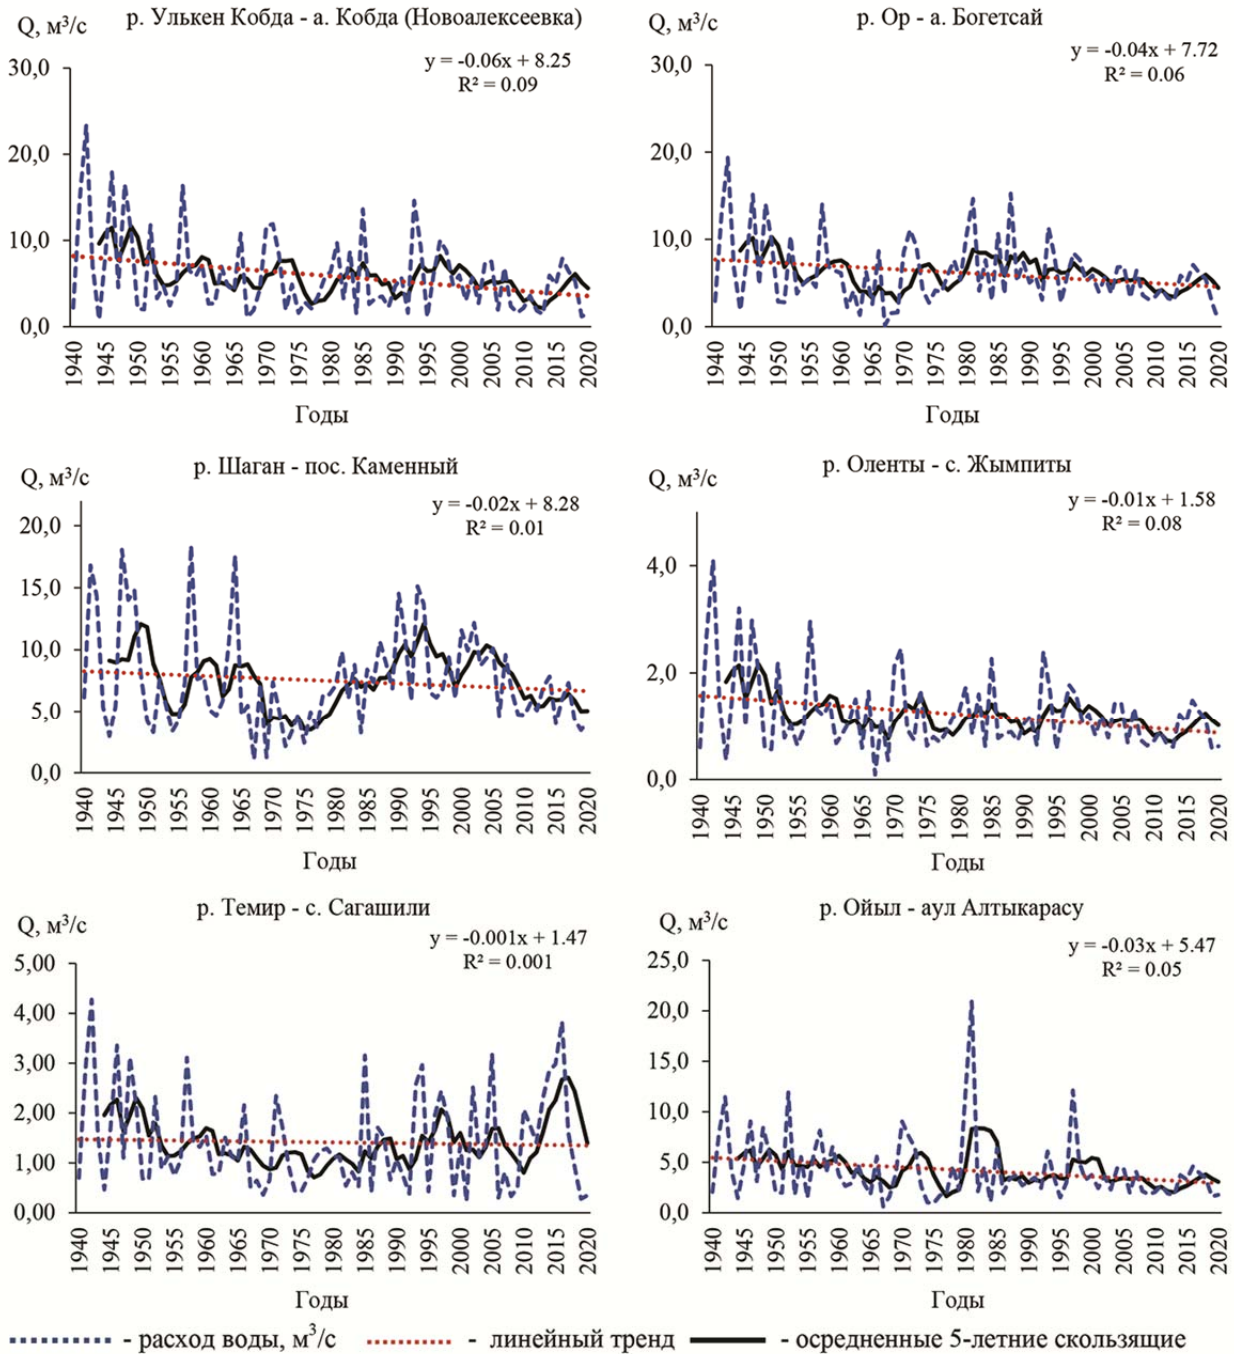 р. Улькен Кобда - а. Кобда (Новоалексеевка)
Q, м³/с
y = -0.06x + 8.25
R² = 0.09
30,0
20,0
10,0
0,0
1940 1945 1950 1955 1960 1965 1970 1975 1980 1985 1990 1995 2000 2005 2010 2015 2020
Годы
р. Ор - а. Богетсай
Q, м³/с
y = -0.04x + 7.72
R² = 0.06
30,0
20,0
10,0
0,0
1940 1945 1950 1955 1960 1965 1970 1975 1980 1985 1990 1995 2000 2005 2010 2015 2020
Годы
р. Шаган - пос. Каменный
Q, м³/с
y = -0.02x + 8.28
R² = 0.01
20,0
15,0
10,0
5,0
0,0
1940 1945 1950 1955 1960 1965 1970 1975 1980 1985 1990 1995 2000 2005 2010 2015 2020
Годы
р. Оленты - с. Жымпиты
Q, м³/с
y = -0.01x + 1.58
R² = 0.08
4,0
2,0
0,0
1940 1945 1950 1955 1960 1965 1970 1975 1980 1985 1990 1995 2000 2005 2010 2015 2020
Годы
р. Темир - с. Сагашили
Q, м³/с
y = -0.001x + 1.47
R² = 0.001
5,00
4,00
3,00
2,00
1,00
0,00
1940 1945 1950 1955 1960 1965 1970 1975 1980 1985 1990 1995 2000 2005 2010 2015 2020
Годы
р. Ойыл - аул Алтыкарасу
Q, м³/с
y = -0.03x + 5.47
R² = 0.05
25,0
20,0
15,0
10,0
5,0
0,0
1940 1945 1950 1955 1960 1965 1970 1975 1980 1985 1990 1995 2000 2005 2010 2015 2020
Годы
- расход воды, м³/с - линейный тренд - осредненные 5-летние скользящие